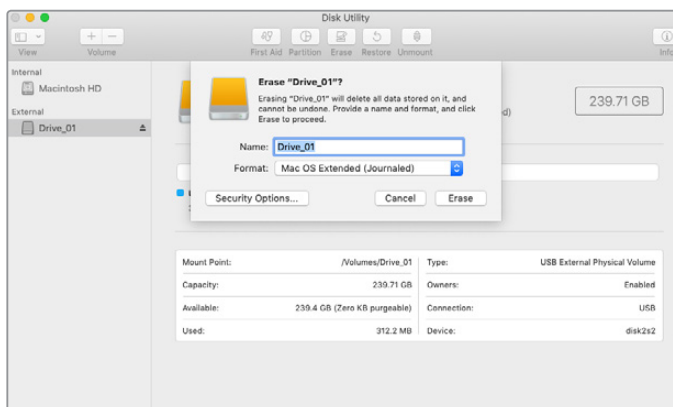 Disk Utility
View
Volume
First Aid Partition Erase Restore Unmount
Info
Internal
Macintosh HD
External
Drive_01
Erase "Drive_01"?
Erasing "Drive_01" will delete all data stored on it, and
cannot be undone. Provide a name and format, and click
Erase to proceed.
239.71 GB
Name: Drive_01
Format: Mac OS Extended (Journaled)
Security Options... Cancel Erase
Mount Point: /Volumes/Drive_01 Type: USB External Physical Volume
Capacity: 239.71 GB Owners: Enabled
Available: 239.4 GB (Zero KB purgeable) Connection: USB
Used: 312.2 MB Device: disk2s2